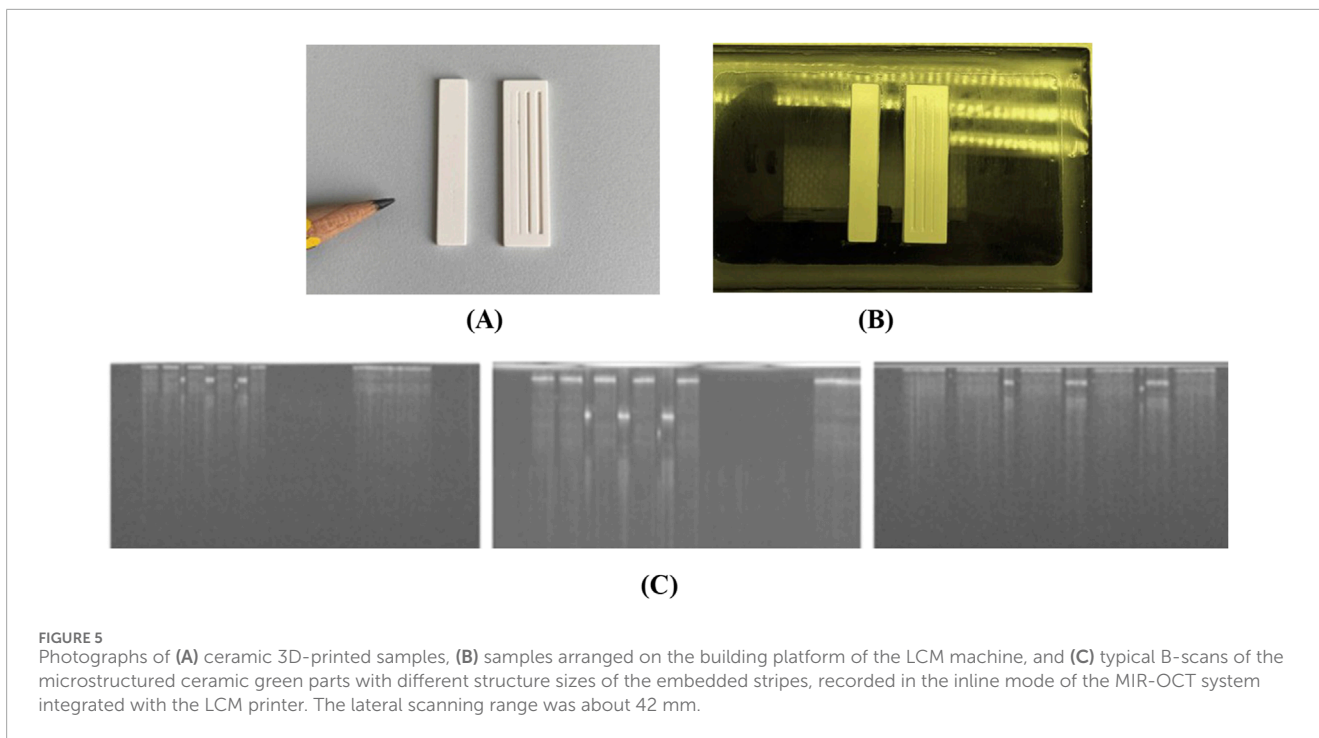 (A)
(B)
(C)
FIGURE 5
Photographs of (A) ceramic 3D-printed samples, (B) samples arranged on the building platform of the LCM machine, and (C) typical B-scans of the
microstructured ceramic green parts with different structure sizes of the embedded stripes, recorded in the inline mode of the MIR-OCT system
integrated with the LCM printer. The lateral scanning range was about 42 mm.